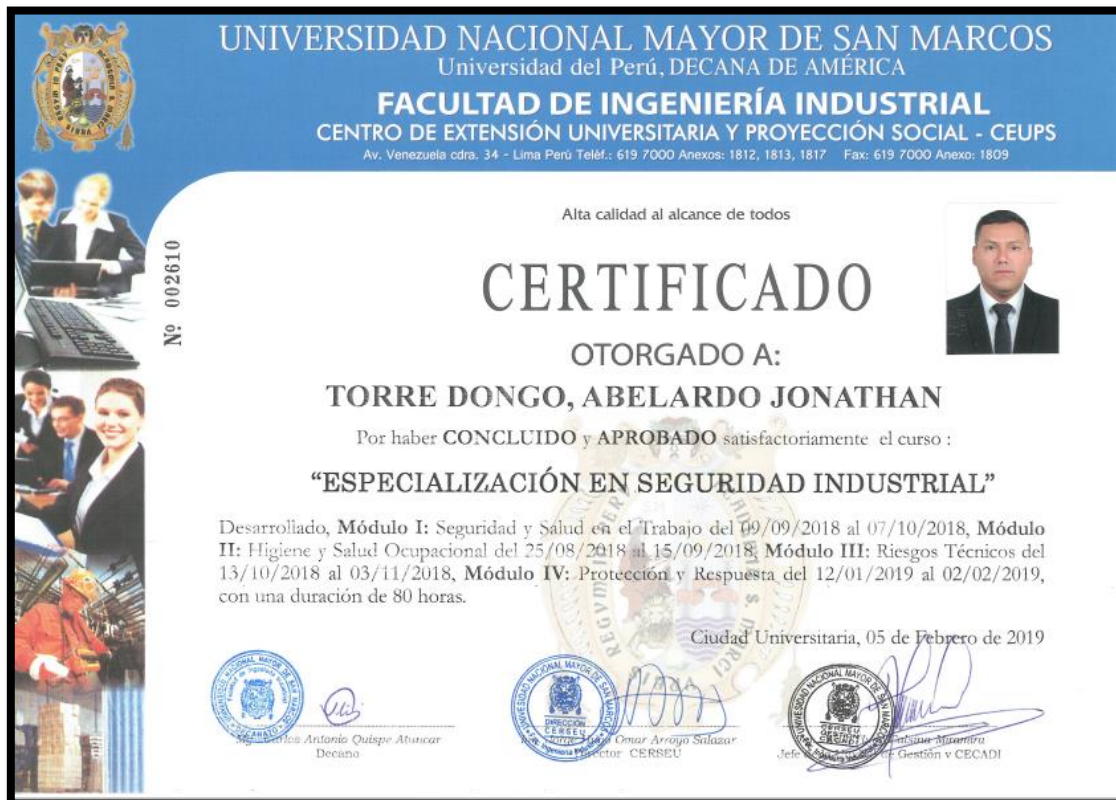 UNIVERSIDAD NACIONAL MAYOR DE SAN MARCOS
Universidad del Perú, DECANA DE AMÉRICA
FACULTAD DE INGENIERÍA INDUSTRIAL
CENTRO DE EXTENSIÓN UNIVERSITARIA Y PROYECCIÓN SOCIAL - CEUPS
Av. Venezuela cdra. 34 - Lima Perú Teléf.: 619 7000 Anexos: 1812, 1813, 1817 Fax: 619 7000 Anexo: 1809
Alta calidad al alcance de todos
Nº 002610
CERTIFICADO
OTORGADO A:
TORRE DONGO, ABELARDO JONATHAN
Por haber CONCLUIDO y APROBADO satisfactoriamente el curso :
“ESPECIALIZACIÓN EN SEGURIDAD INDUSTRIAL”
Desarrollado, Módulo I: Seguridad y Salud en el Trabajo del 09/09/2018 al 07/10/2018, Módulo
II: Higiene y Salud Ocupacional del 25/08/2018 al 15/09/2018, Módulo III: Riesgos Técnicos del
13/10/2018 al 03/11/2018, Módulo IV: Protección y Respuesta del 12/01/2019 al 02/02/2019,
con una duración de 80 horas.
Ciudad Universitaria, 05 de Febrero de 2019
Antonio Quispe Atuncar
Decano
Omar Arroyo Salazar
Director CERSEU
Jefe de Gestión y CECADI
DIRECCIÓN
CERSEU